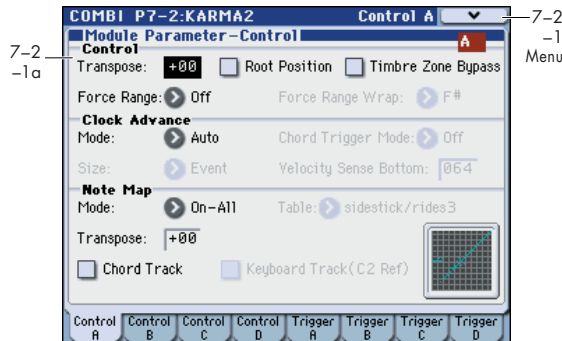 COMBI P7-2:KARMA2 Control A
7-2 -1 Menu
Module Parameter-Control A
7-2 -1a
Control
Transpose: +00 Root Position Timbre Zone Bypass
Force Range: Off Force Range Wrap: F#
Clock Advance
Mode: Auto Chord Trigger Mode: Off
Size: Event Velocity Sense Bottom: 064
Note Map
Mode: On-All Table: sidestick/rides3
Transpose: +00
Chord Track Keyboard Track(C2 Ref)
Control A Control B Control C Control D Trigger A Trigger B Trigger C Trigger D